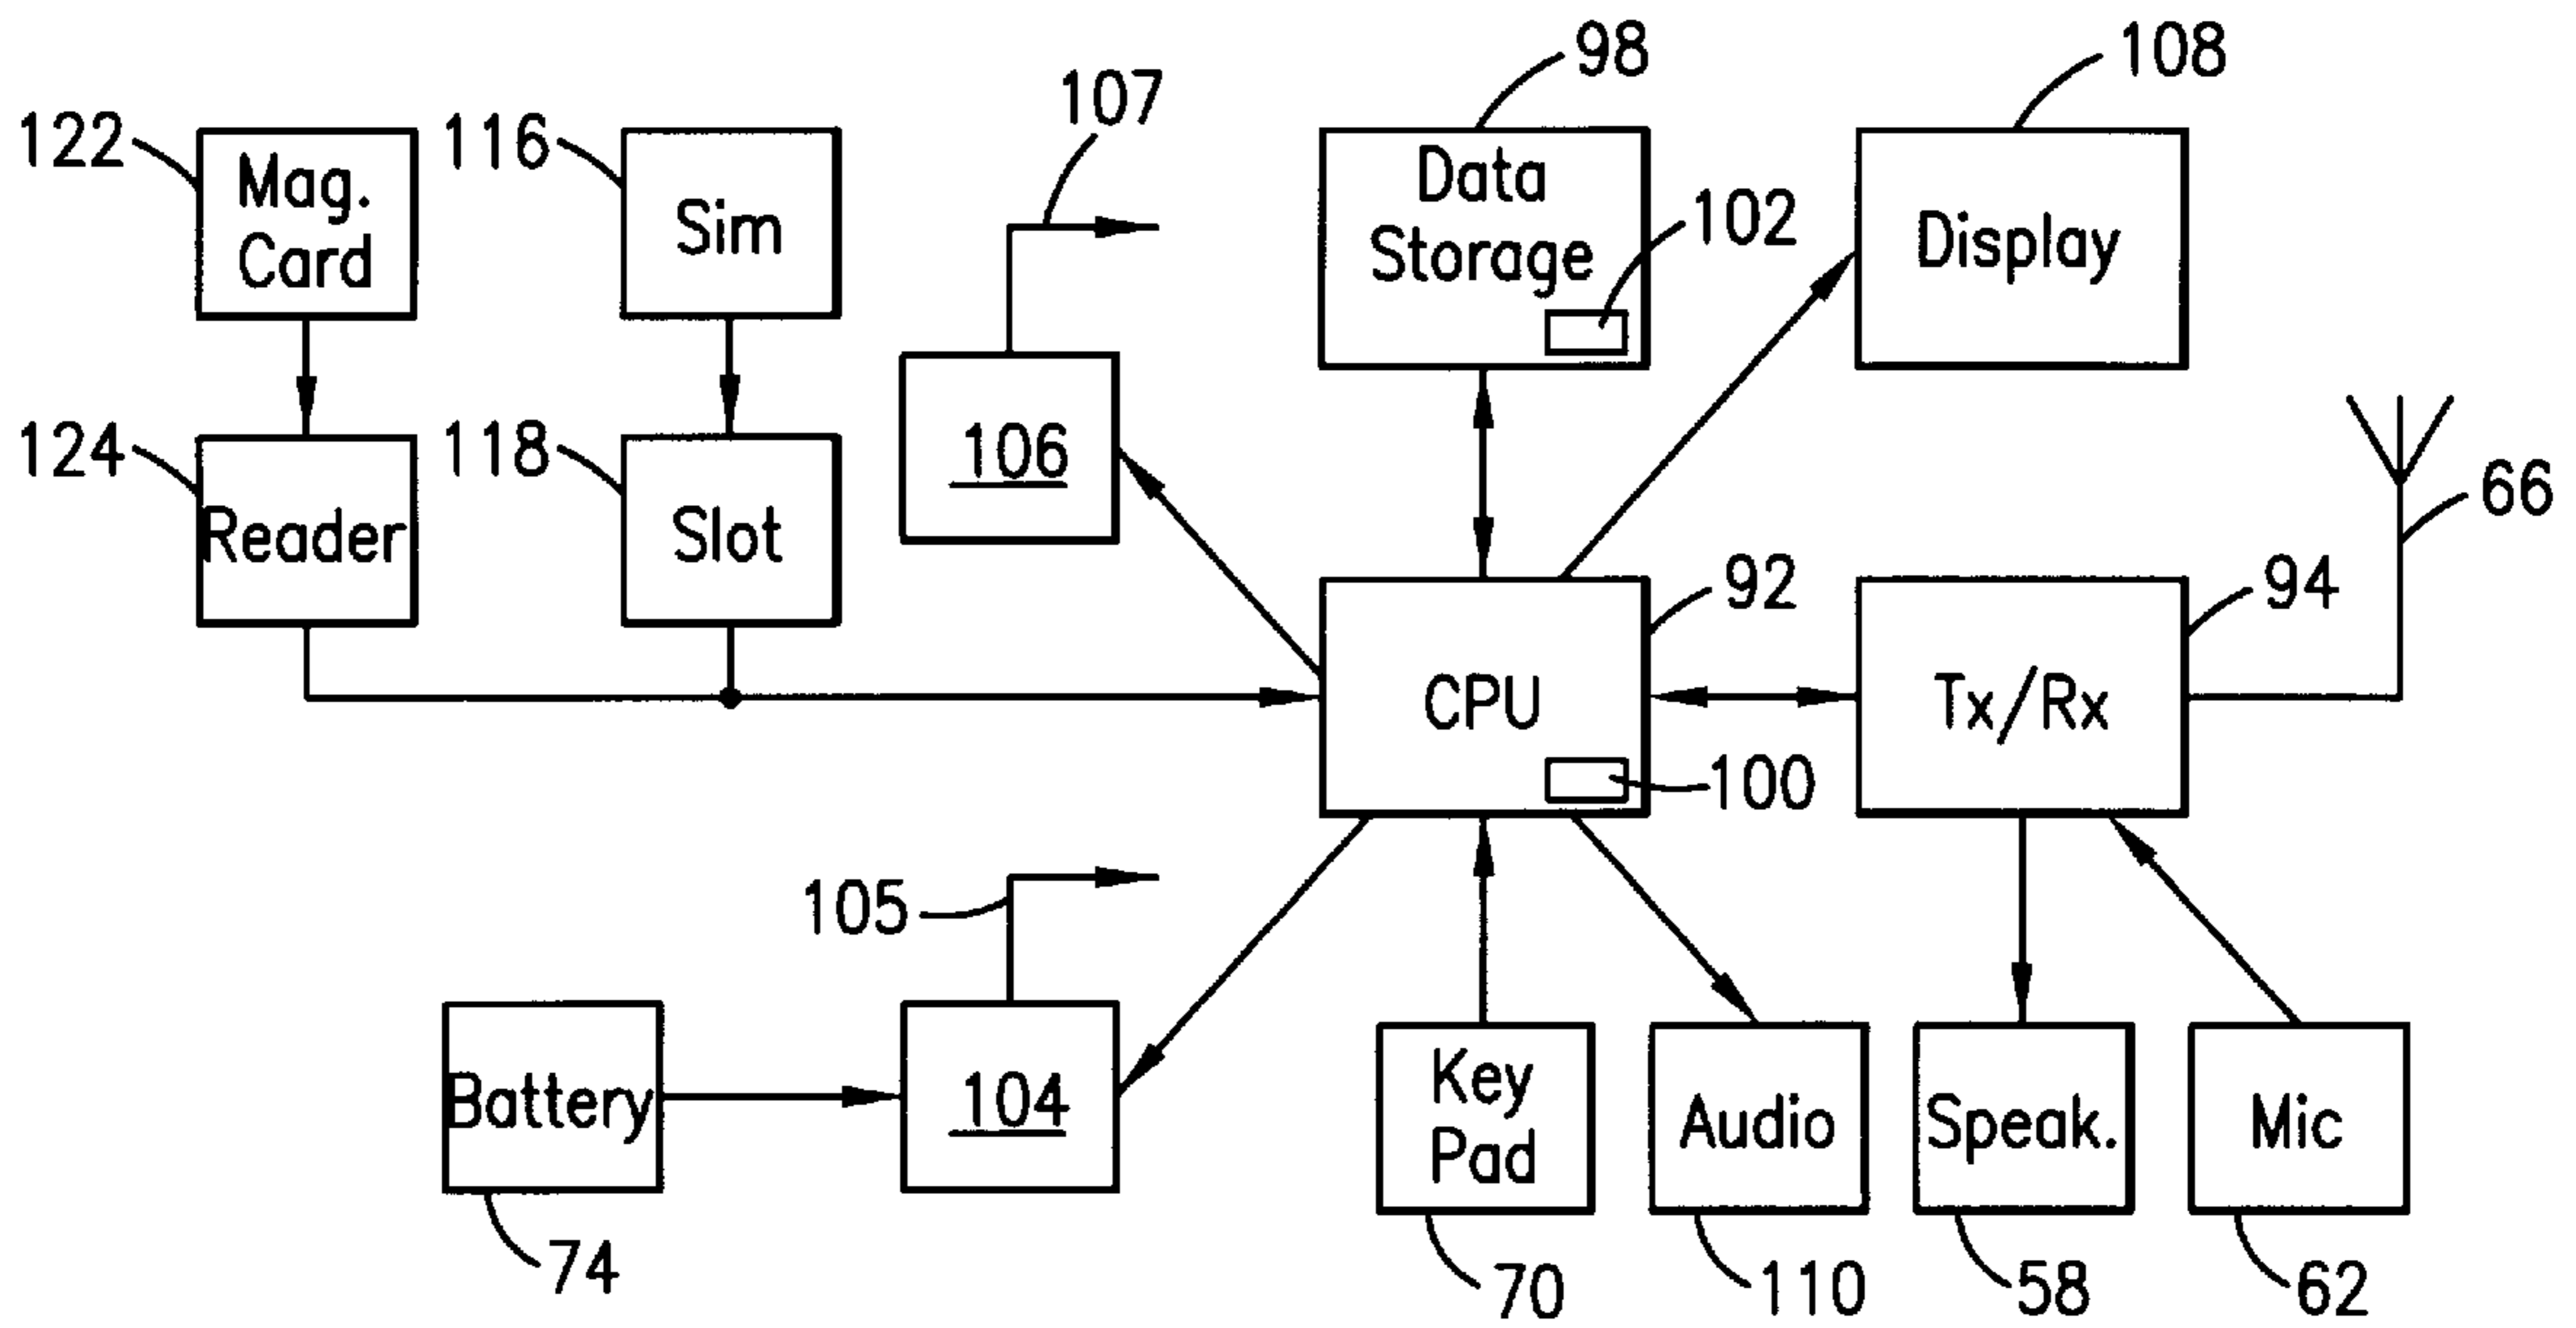 98
108
107
122
Mag.
Card
116
Sim
Data
Storage
102
Display
124
Reader
118
Slot
106
66
92
94
CPU
Tx/Rx
100
105
Battery
104
Key
Pad
Audio
Speak.
Mic
74
70
110
58
62